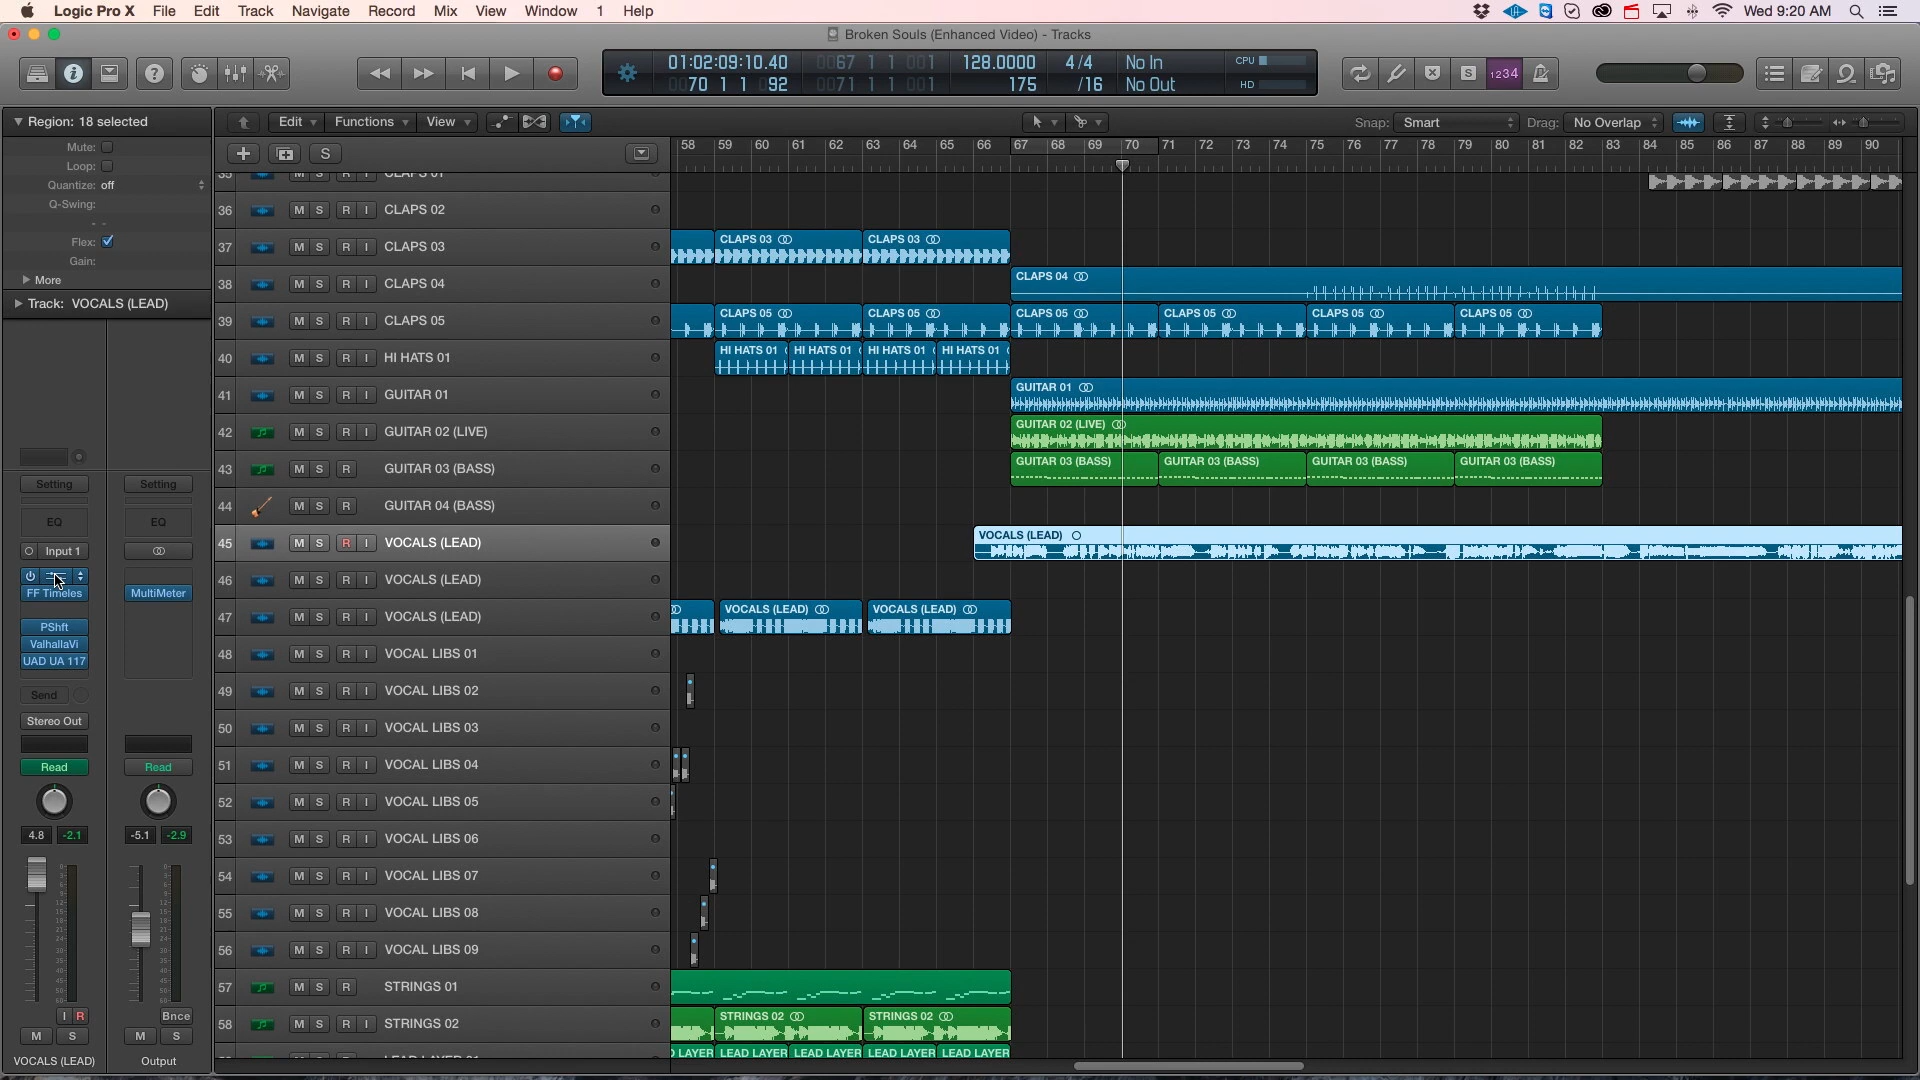 Logic Pro X File Edit Track Navigate Record Mix View Window 1 Help Wed 9:20 AM
Broken Souls (Enhanced Video) - Tracks
01:02:09:10.40 0067 1 1 001 128.0000 4/4 No In CPU
0070 1 1 092 0071 1 1 001 175 /16 No Out HD
1234
Region: 18 selected
Edit Functions View Snap: Smart Drag: No Overlap
Mute:
Loop:
Quantize: off
Q-Swing:
Flex:
Gain:
More
Track: VOCALS (LEAD)
S
58 59 60 61 62 63 64 65 66 67 68 69 70 71 72 73 74 75 76 77 78 79 80 81 82 83 84 85 86 87 88 89 90
35 M S R I CLAPS 01
36 M S R I CLAPS 02
37 M S R I CLAPS 03 CLAPS 03 CLAPS 03
38 M S R I CLAPS 04 CLAPS 04
39 M S R I CLAPS 05 CLAPS 05 CLAPS 05 CLAPS 05 CLAPS 05 CLAPS 05 CLAPS 05
40 M S R I HI HATS 01 HI HATS 01 HI HATS 01 HI HATS 01 HI HATS 01
41 M S R I GUITAR 01 GUITAR 01
42 M S R I GUITAR 02 (LIVE) GUITAR 02 (LIVE)
43 M S R GUITAR 03 (BASS) GUITAR 03 (BASS) GUITAR 03 (BASS) GUITAR 03 (BASS) GUITAR 03 (BASS)
44 M S R GUITAR 04 (BASS)
45 M S R I VOCALS (LEAD) VOCALS (LEAD)
46 M S R I VOCALS (LEAD)
47 M S R I VOCALS (LEAD) VOCALS (LEAD) VOCALS (LEAD)
48 M S R I VOCAL LIBS 01
49 M S R I VOCAL LIBS 02
50 M S R I VOCAL LIBS 03
51 M S R I VOCAL LIBS 04
52 M S R I VOCAL LIBS 05
53 M S R I VOCAL LIBS 06
54 M S R I VOCAL LIBS 07
55 M S R I VOCAL LIBS 08
56 M S R I VOCAL LIBS 09
57 M S R STRINGS 01
58 M S R I STRINGS 02 STRINGS 02 STRINGS 02
LEAD LAYER 01 D LAYER LEAD LAYER LEAD LAYER LEAD LAYER LEAD LAYER
Setting Setting
EQ EQ
Input 1
FF Timeles MultiMeter
PShft
ValhallaVi
UAD UA 117
Send
Stereo Out
Read Read
4.8 -2.1 -5.1 -2.9
I R Bnce
M S M S
VOCALS (LEAD) Output